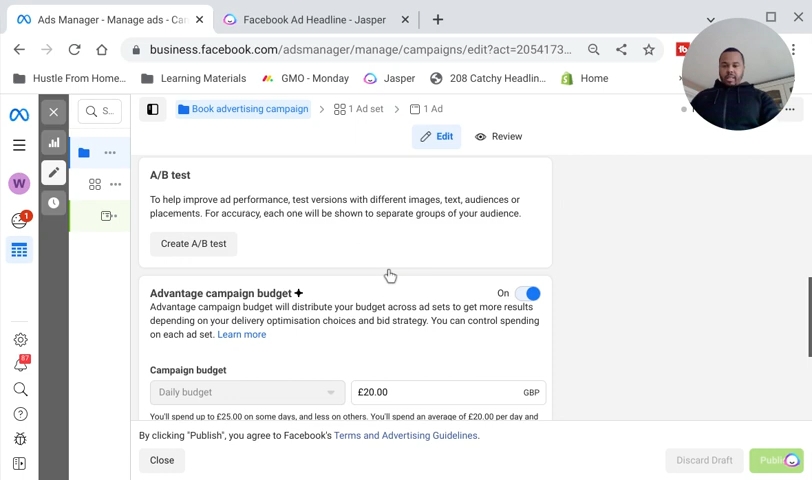 Ads Manager - Manage ads - Can
Facebook Ad Headline - Jasper
business.facebook.com/adsmanager/manage/campaigns/edit?act=2054173...
Hustle From Home...
Learning Materials
GMO - Monday
Jasper
208 Catchy Headlin...
Home
S...
Book advertising campaign
1 Ad set
1 Ad
Edit
Review
W
1
87
A/B test
To help improve ad performance, test versions with different images, text, audiences or
placements. For accuracy, each one will be shown to separate groups of your audience.
Create A/B test
Advantage campaign budget
On
Advantage campaign budget will distribute your budget across ad sets to get more results
depending on your delivery optimisation choices and bid strategy. You can control spending
on each ad set. Learn more
Campaign budget
Daily budget
£20.00
GBP
You'll spend up to £25.00 on some days, and less on others. You'll spend an average of £20.00 per day and
By clicking "Publish", you agree to Facebook's Terms and Advertising Guidelines.
Close
Discard Draft
Publis